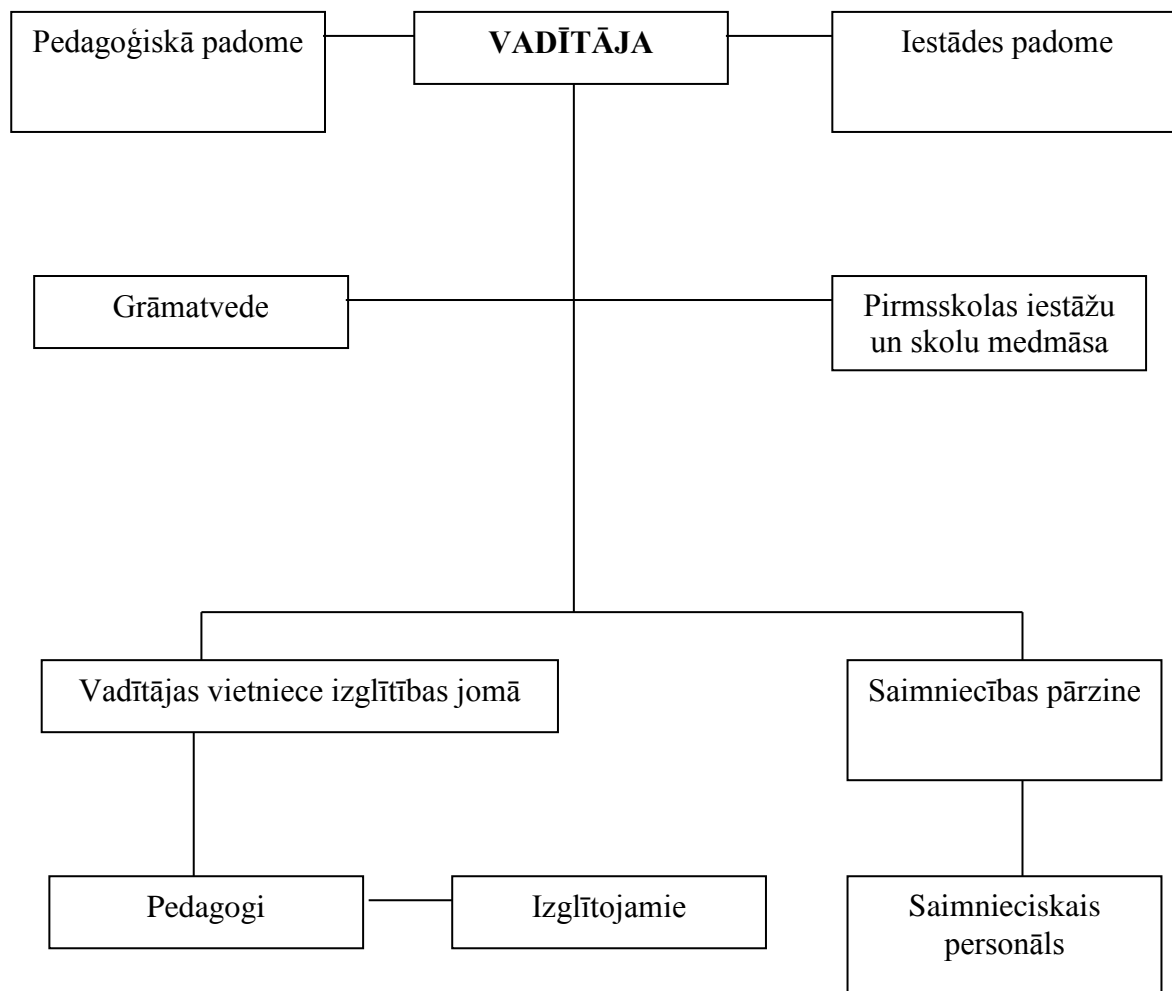 Pedagoģiskā padome
VADĪTĀJA
Iestādes padome
Grāmatvede
Pirmsskolas iestāžu
un skolu medmāsa
Vadītājas vietniece izglītības jomā
Saimniecības pārzine
Pedagogi
Izglītojamie
Saimnieciskais
personāls